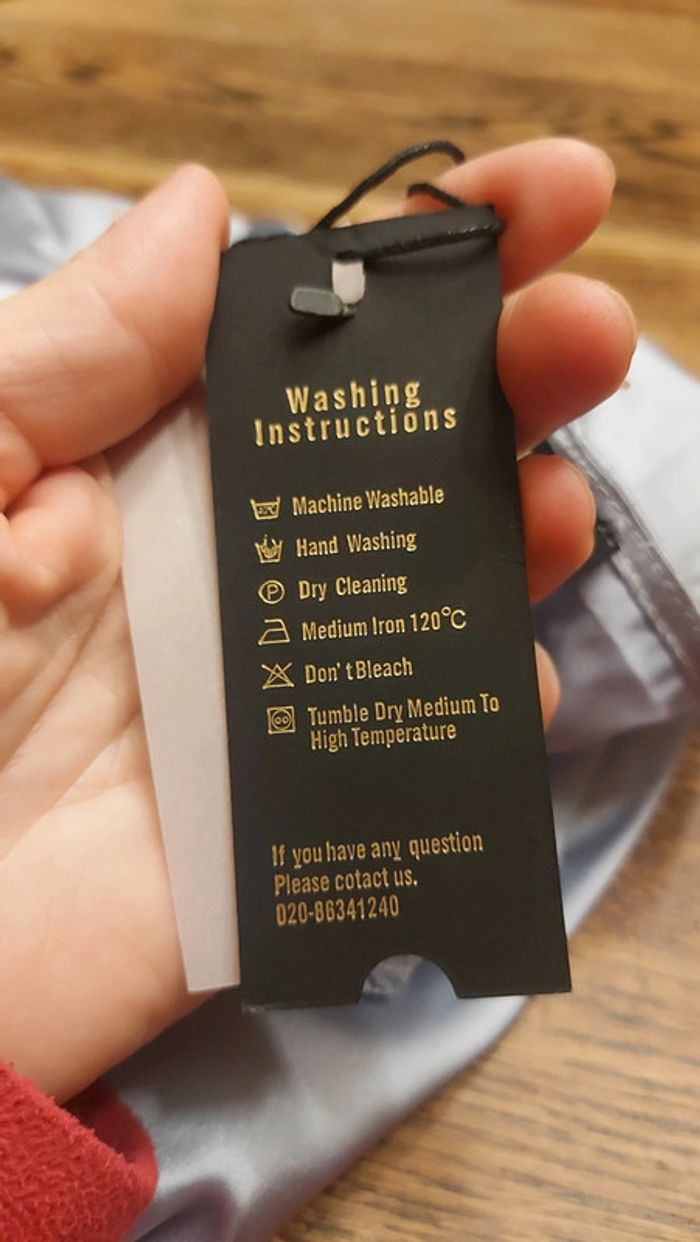 Washing
Instructions
Machine Washable
Hand Washing
P Dry Cleaning
Medium Iron 120°C
Don't Bleach
Tumble Dry Medium To
High Temperature
If you have any question
Please cotact us.
020-86341240